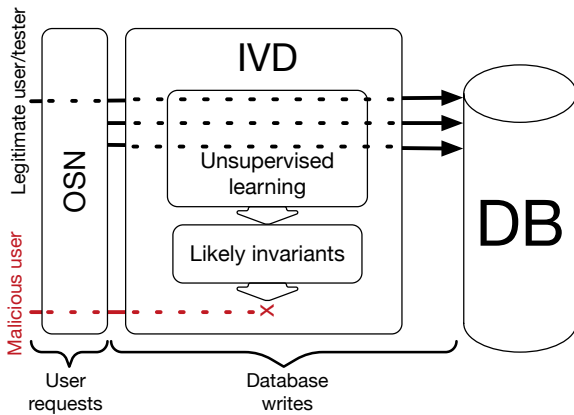 Legitimate user/tester
Malicious user
OSN
IVD
Unsupervised
learning
Likely invariants
x
DB
User
requests
Database
writes